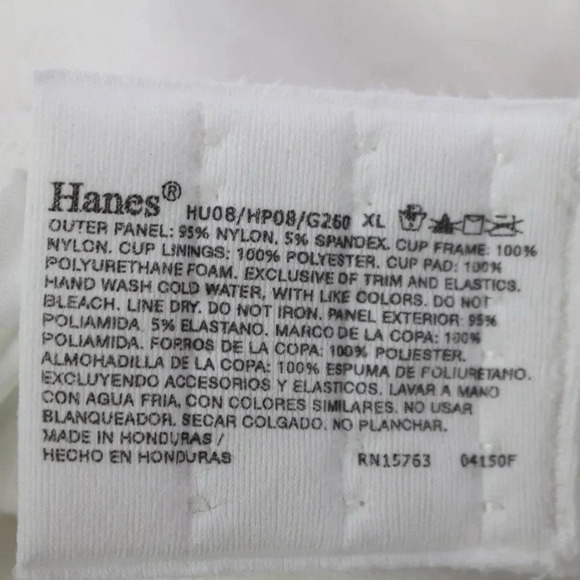 Hanes® HU08/HP08/G260 XL
OUTER PANEL: 95% NYLON, 5% SPANDEX. CUP FRAME: 100%
NYLON. CUP LININGS: 100% POLYESTER. CUP PAD: 100%
POLYURETHANE FOAM. EXCLUSIVE OF TRIM AND ELASTICS.
HAND WASH COLD WATER, WITH LIKE COLORS. DO NOT
BLEACH. LINE DRY. DO NOT IRON. PANEL EXTERIOR: 95%
POLIAMIDA, 5% ELASTANO. MARCO DE LA COPA: 100%
POLIAMIDA. FORROS DE LA COPA: 100% POLIESTER.
ALMOHADILLA DE LA COPA: 100% ESPUMA DE POLIURETANO.
EXCLUYENDO ACCESORIOS Y ELASTICOS. LAVAR A MANO
CON AGUA FRIA, CON COLORES SIMILARES. NO USAR
BLANQUEADOR. SECAR COLGADO. NO PLANCHAR.
MADE IN HONDURAS /
HECHO EN HONDURAS RN15763 04150F